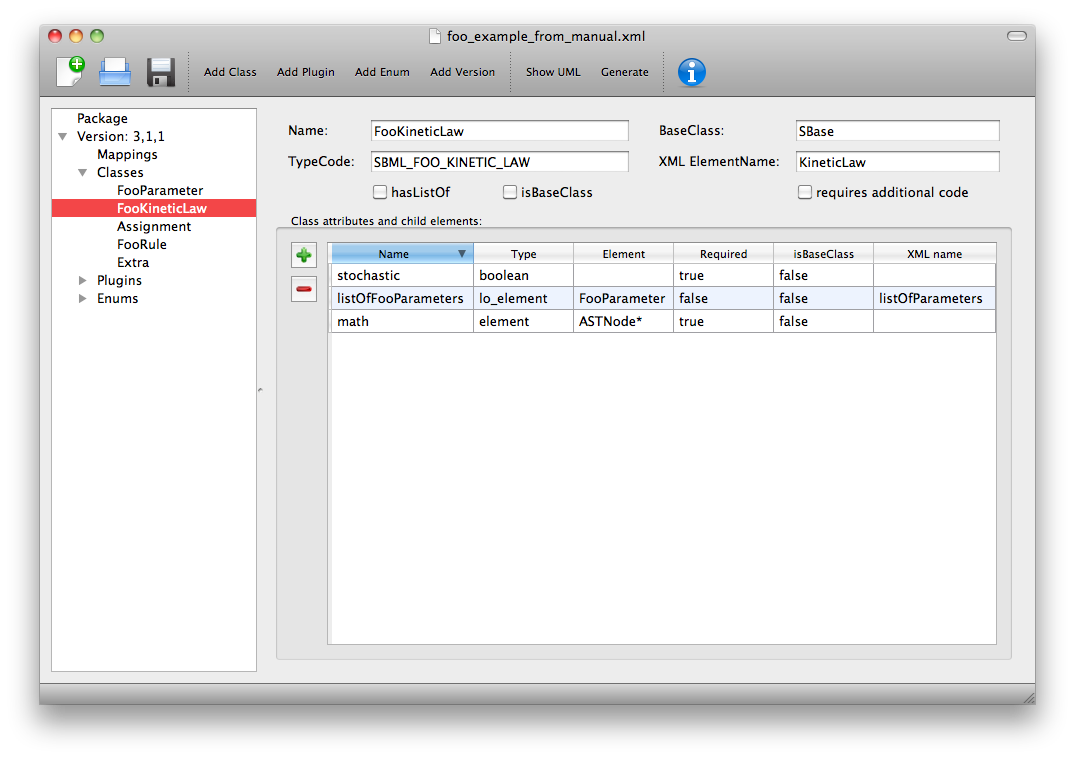 foo_example_from_manual.xml
Add Class Add Plugin Add Enum Add Version Show UML Generate
Package
Version: 3,1,1
Mappings
Classes
FooParameter
FooKineticLaw
Assignment
FooRule
Extra
Plugins
Enums
Name: FooKineticLaw BaseClass: SBase
TypeCode: SBML_FOO_KINETIC_LAW XML ElementName: KineticLaw
hasListOf isBaseClass requires additional code
Class attributes and child elements:
Name Type Element Required isBaseClass XML name
stochastic boolean true false
listOfFooParameters lo_element FooParameter false false listOfParameters
math element ASTNode* true false